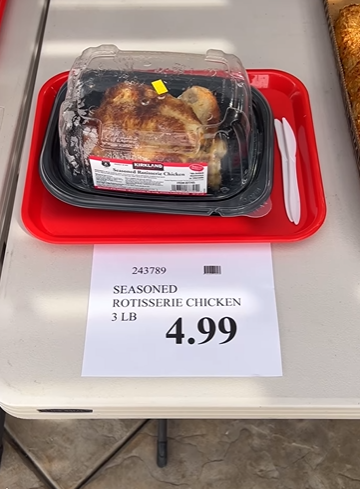 KIRKLAND
Seasoned Rotisserie Chicken
243789
SEASONED
ROTISSERIE CHICKEN
3 LB
4.99